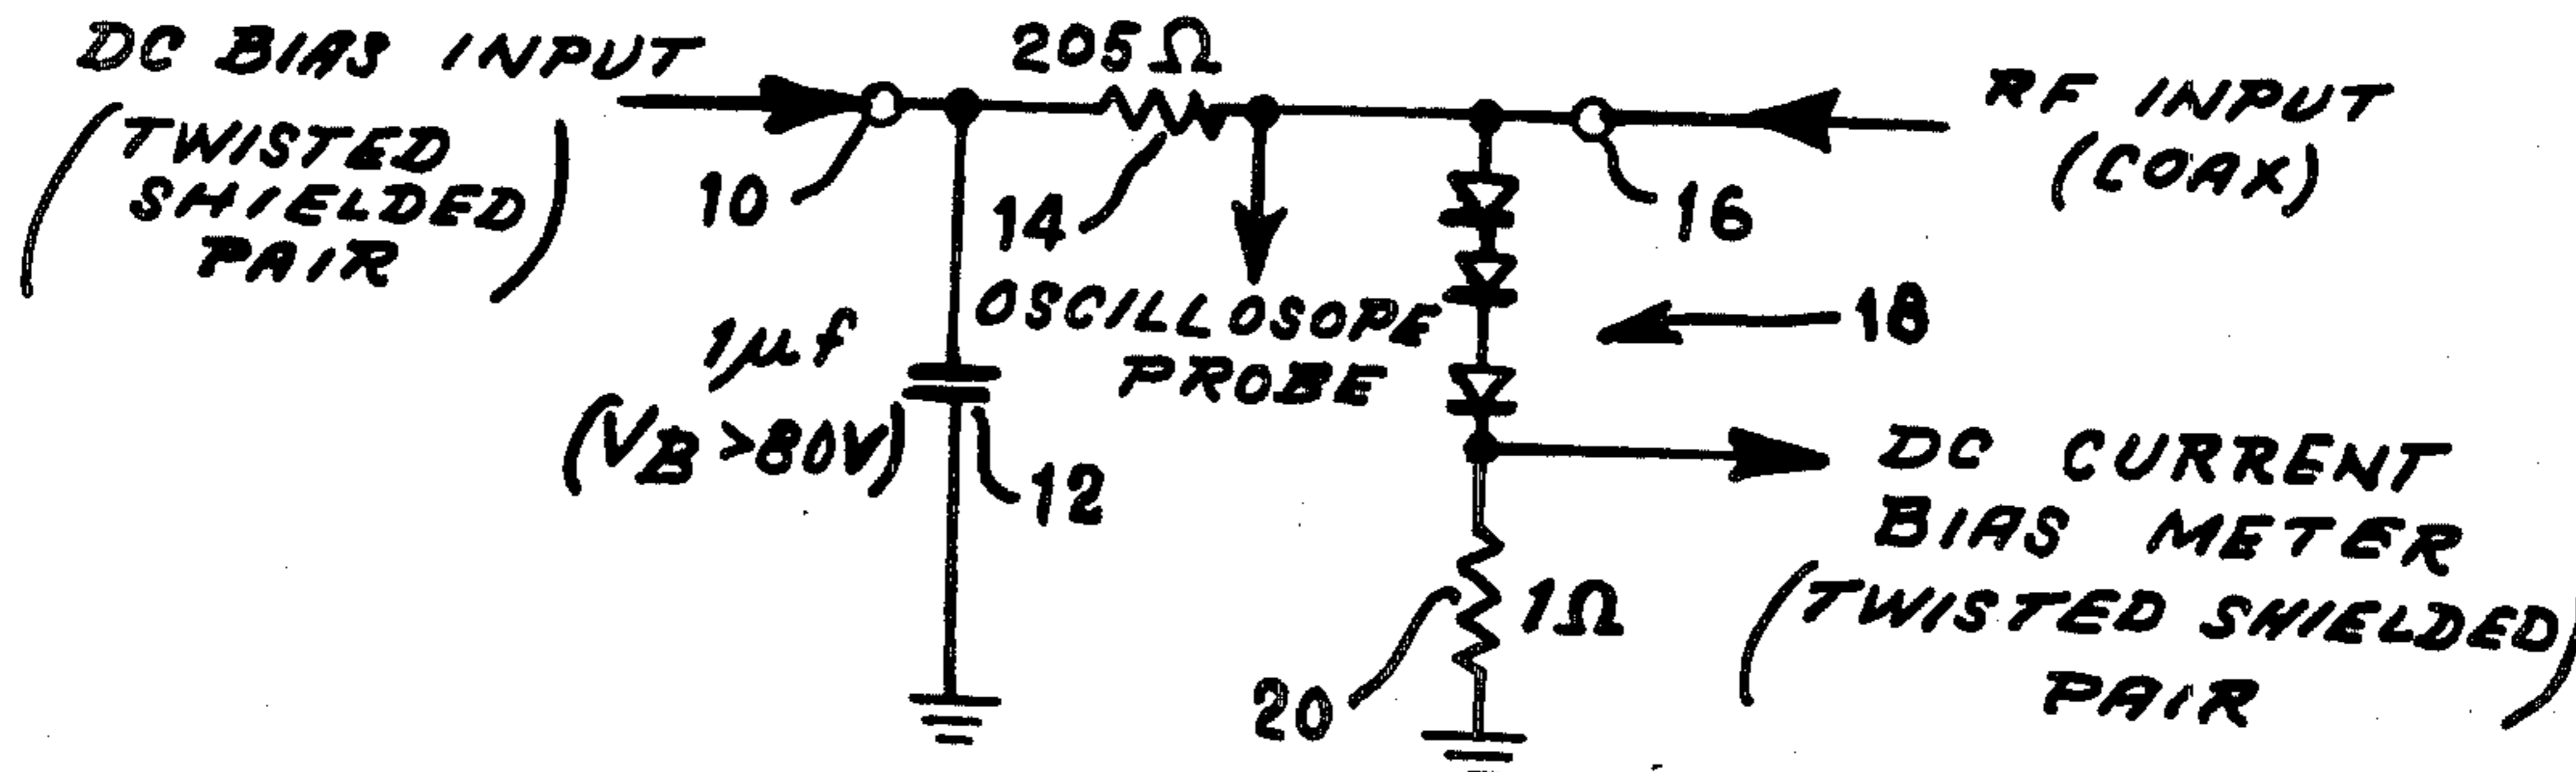 DC BIAS INPUT
(TWISTED
SHIELDED
PAIR)
10
205Ω
14
OSCILLOSOPE
PROBE
RF INPUT
(COAX)
16
18
1µf
(VB >80V)
12
DC CURRENT
BIAS METER
(TWISTED SHIELDED
PAIR)
20
1Ω